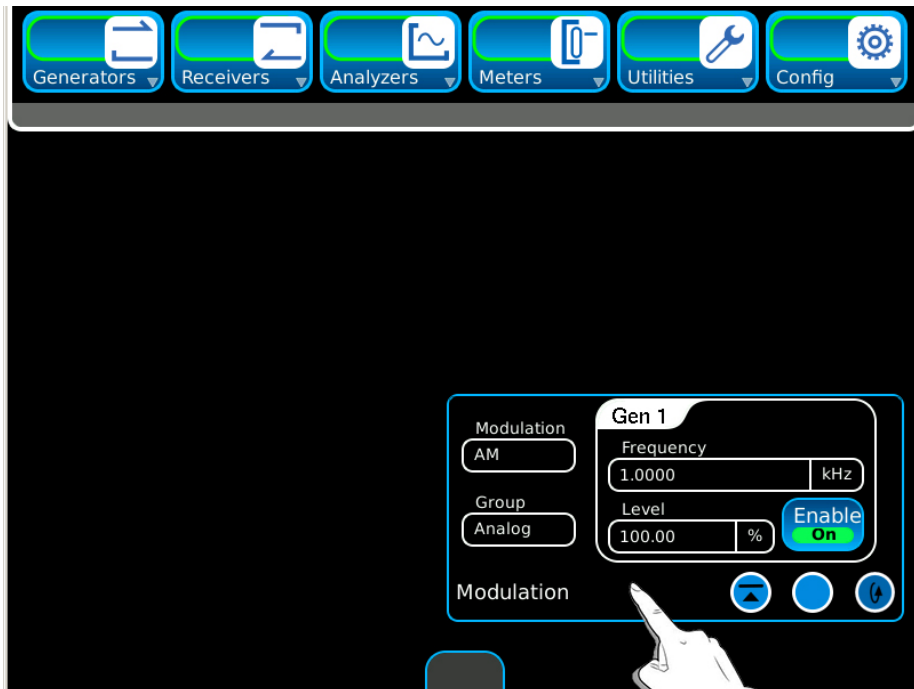 Generators
Receivers
Analyzers
Meters
Utilities
Config
Modulation
AM
Group
Analog
Gen 1
Frequency
1.0000 kHz
Level
100.00 %
Enable
On
Modulation